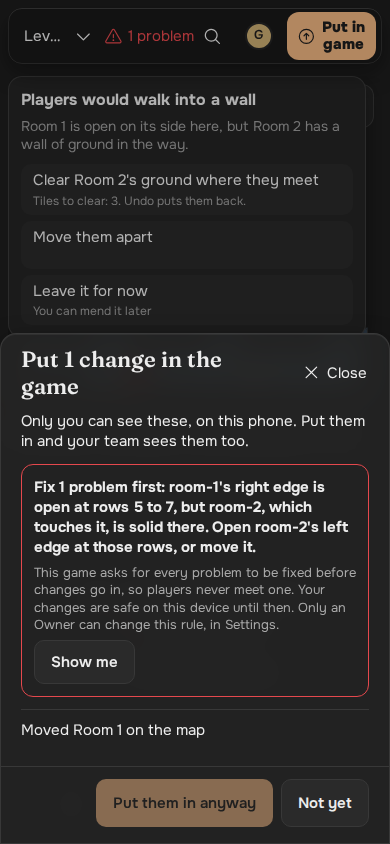 Lev...
1 problem
G
Put in
game
Players would walk into a wall
Room 1 is open on its side here, but Room 2 has a
wall of ground in the way.
Clear Room 2's ground where they meet
Tiles to clear: 3. Undo puts them back.
Move them apart
Leave it for now
You can mend it later
Put 1 change in the
game
Close
Only you can see these, on this phone. Put them
in and your team sees them too.
Fix 1 problem first: room-1's right edge is
open at rows 5 to 7, but room-2, which
touches it, is solid there. Open room-2's left
edge at those rows, or move it.
This game asks for every problem to be fixed before
changes go in, so players never meet one. Your
changes are safe on this device until then. Only an
Owner can change this rule, in Settings.
Show me
Moved Room 1 on the map
Put them in anyway
Not yet